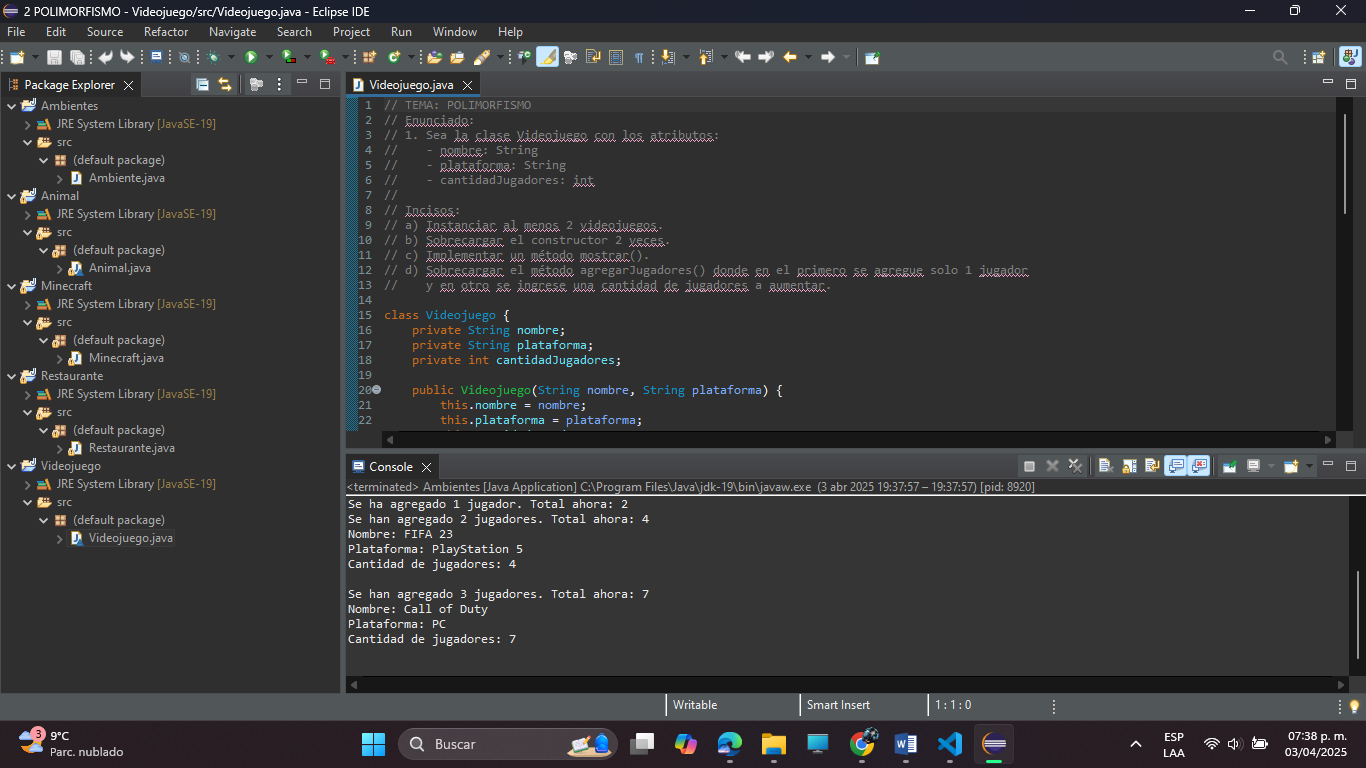 2 POLIMORFISMO - Videojuego/src/Videojuego.java - Eclipse IDE
File Edit Source Refactor Navigate Search Project Run Window Help
Package Explorer
Ambientes
JRE System Library [JavaSE-19]
src
(default package)
Ambiente.java
Animal
JRE System Library [JavaSE-19]
src
(default package)
Animal.java
Minecraft
JRE System Library [JavaSE-19]
src
(default package)
Minecraft.java
Restaurante
JRE System Library [JavaSE-19]
src
(default package)
Restaurante.java
Videojuego
JRE System Library [JavaSE-19]
src
(default package)
Videojuego.java
Videojuego.java
1 // TEMA: POLIMORFISMO
2 // Enunciado:
3 // 1. Sea la clase Videojuego con los atributos:
4 //    - nombre: String
5 //    - plataforma: String
6 //    - cantidadJugadores: int
7 //
8 // Incisos:
9 // a) Instanciar al menos 2 videojuegos.
10 // b) Sobrecargar el constructor 2 veces.
11 // c) Implementar un método mostrar().
12 // d) Sobrecargar el método agregarJugadores() donde en el primero se agregue solo 1 jugador
13 //    y en otro se ingrese una cantidad de jugadores a aumentar.
14
15 class Videojuego {
16     private String nombre;
17     private String plataforma;
18     private int cantidadJugadores;
19
20     public Videojuego(String nombre, String plataforma) {
21         this.nombre = nombre;
22         this.plataforma = plataforma;
Console
<terminated> Ambientes [Java Application] C:\Program Files\Java\jdk-19\bin\javaw.exe (3 abr 2025 19:37:57 – 19:37:57) [pid: 8920]
Se ha agregado 1 jugador. Total ahora: 2
Se han agregado 2 jugadores. Total ahora: 4
Nombre: FIFA 23
Plataforma: PlayStation 5
Cantidad de jugadores: 4

Se han agregado 3 jugadores. Total ahora: 7
Nombre: Call of Duty
Plataforma: PC
Cantidad de jugadores: 7
Writable
Smart Insert
1 : 1 : 0
3
9°C
Parc. nublado
Buscar
ESP
LAA
07:38 p. m.
03/04/2025